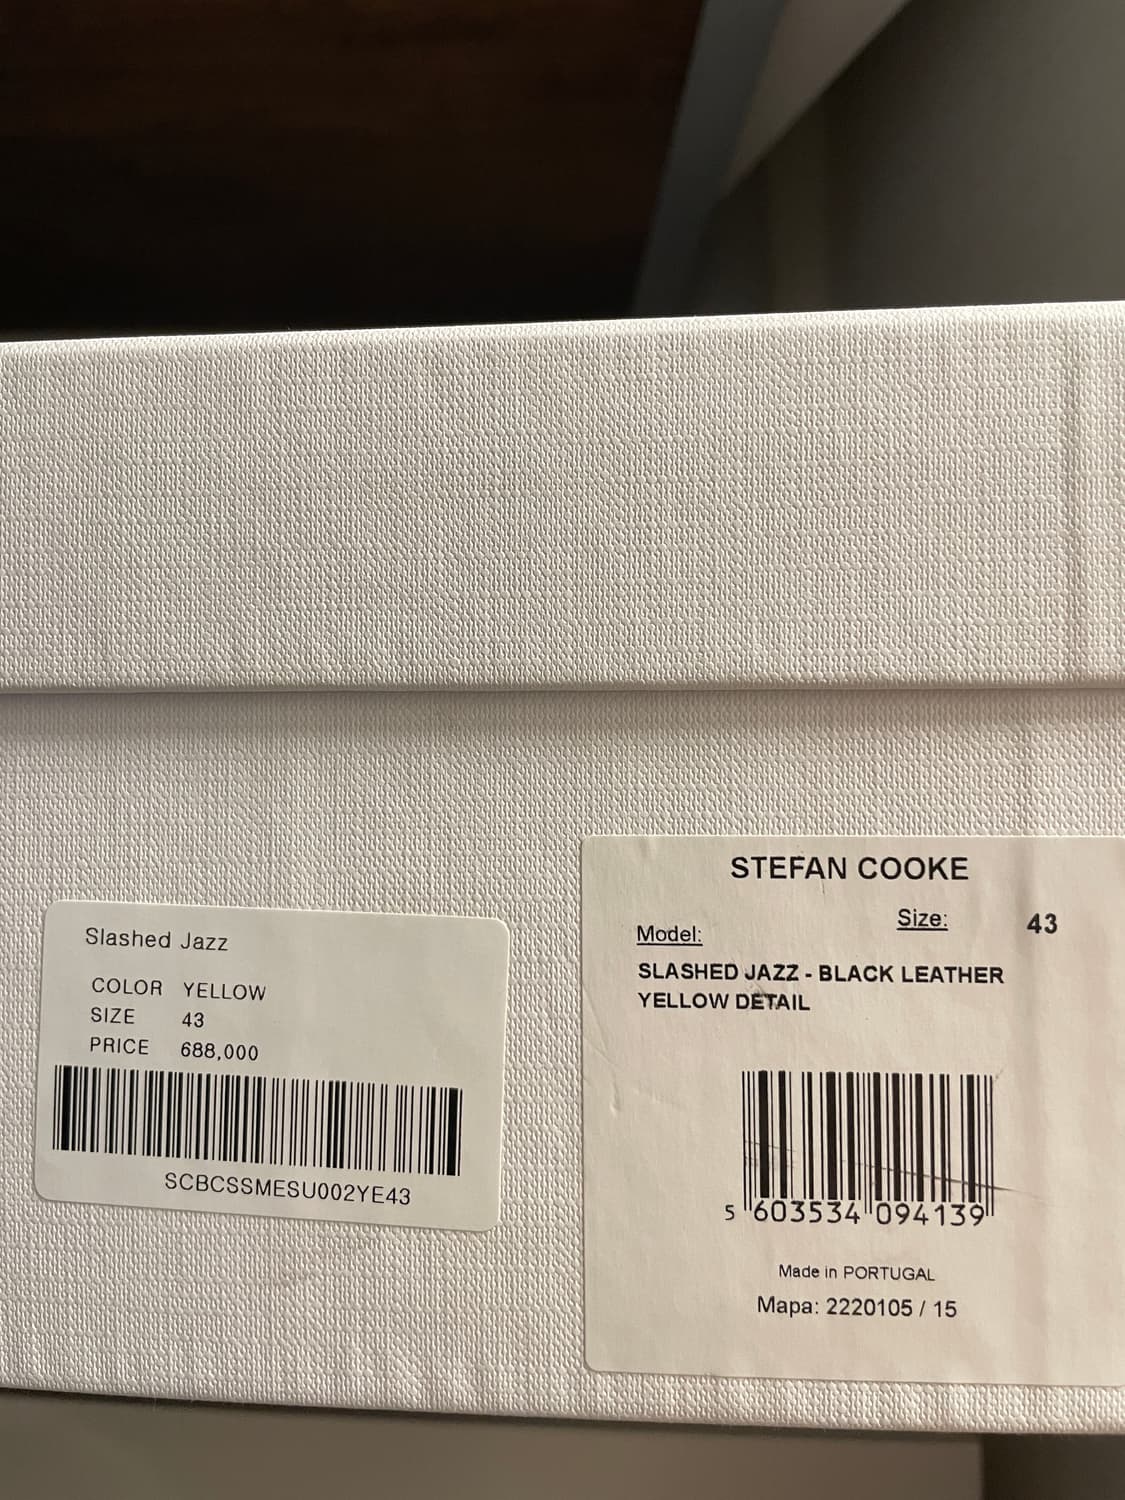 Slashed Jazz
COLOR YELLOW
SIZE 43
PRICE 688,000
SCBCSSMESU002YE43
STEFAN COOKE
Size: 43
Model:
SLASHED JAZZ - BLACK LEATHER
YELLOW DETAIL
5 603534 094139
Made in PORTUGAL
Mapa: 2220105 / 15